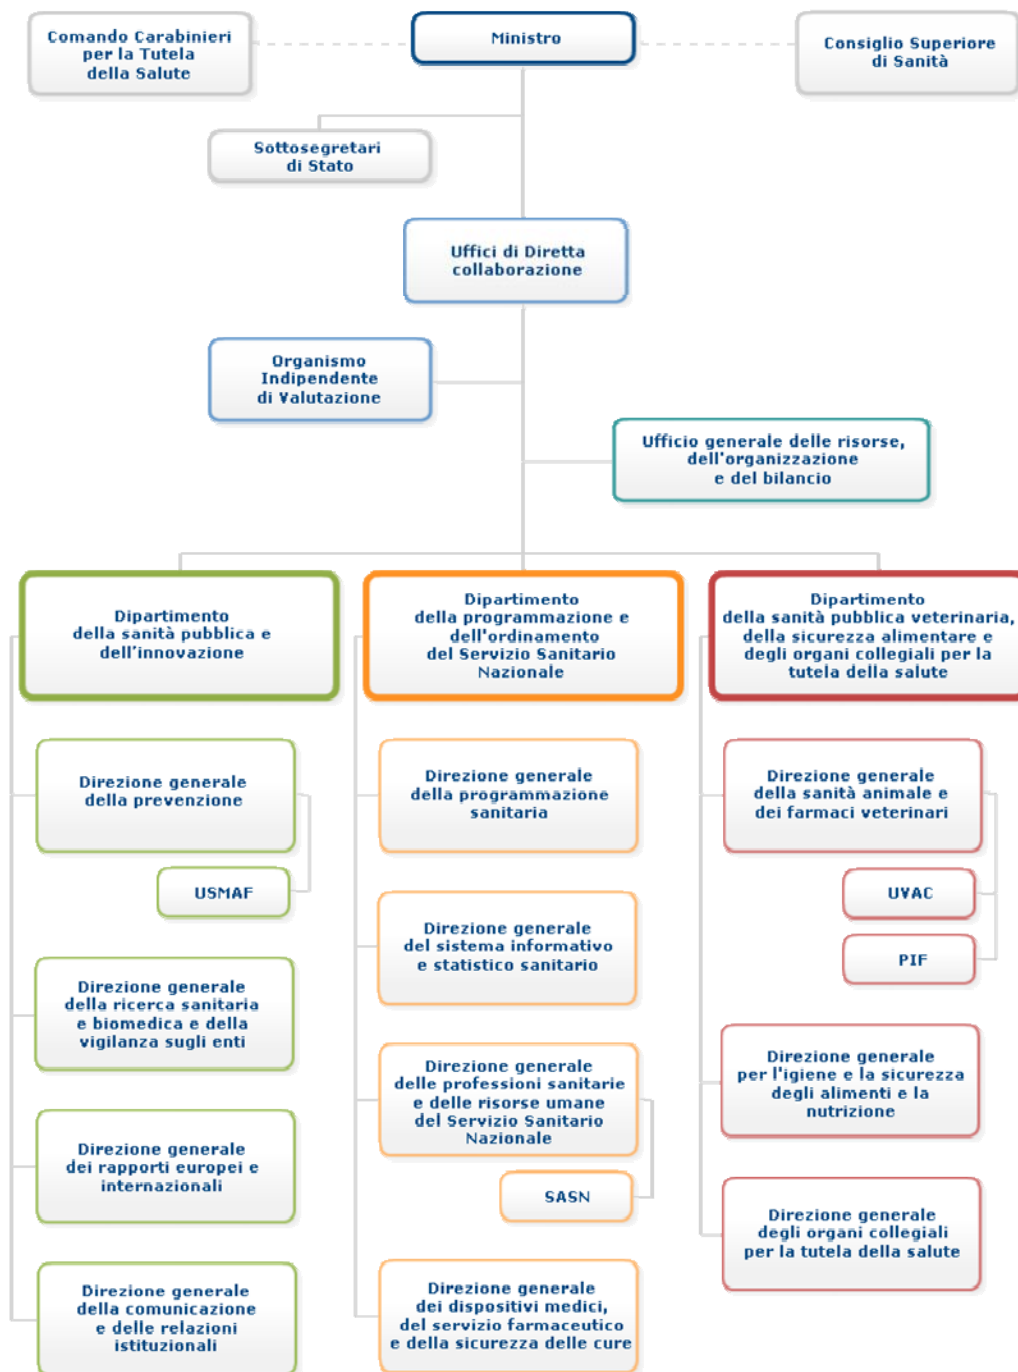 Comando Carabinieri
per la Tutela
della Salute
Ministro
Consiglio Superiore
di Sanità
Sottosegretari
di Stato
Uffici di Diretta
collaborazione
Organismo
Indipendente
di Valutazione
Ufficio generale delle risorse,
dell'organizzazione
e del bilancio
Dipartimento
della sanità pubblica e
dell'innovazione
Dipartimento
della programmazione e
dell'ordinamento
del Servizio Sanitario
Nazionale
Dipartimento
della sanità pubblica veterinaria,
della sicurezza alimentare e
degli organi collegiali per la
tutela della salute
Direzione generale
della prevenzione
USMAF
Direzione generale
della ricerca sanitaria
e biomedica e della
vigilanza sugli enti
Direzione generale
dei rapporti europei e
internazionali
Direzione generale
della comunicazione
e delle relazioni
istituzionali
Direzione generale
della programmazione
sanitaria
Direzione generale
del sistema informativo
e statistico sanitario
Direzione generale
delle professioni sanitarie
e delle risorse umane
del Servizio Sanitario
Nazionale
SASN
Direzione generale
dei dispositivi medici,
del servizio farmaceutico
e della sicurezza delle cure
Direzione generale
della sanità animale e
dei farmaci veterinari
UVAC
PIF
Direzione generale
per l'igiene e la sicurezza
degli alimenti e la
nutrizione
Direzione generale
degli organi collegiali
per la tutela della salute